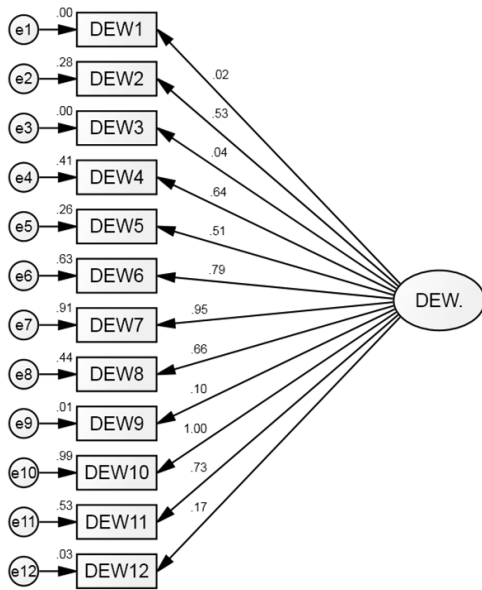 .00
e1 DEW1
.02
.28
e2 DEW2
.53
.00
e3 DEW3
.04
.41
e4 DEW4
.64
.26
e5 DEW5
.51
.63
e6 DEW6
.79
DEW.
.91
e7 DEW7
.95
.44
e8 DEW8
.66
.01
e9 DEW9
.10
.99
e10 DEW10
1.00
.53
e11 DEW11
.73
.03
e12 DEW12
.17